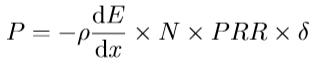 P = −ρ dE/dx × N × PRR × δ